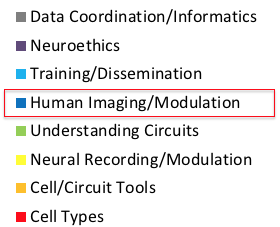 Data Coordination/Informatics
Neuroethics
Training/Dissemination
Human Imaging/Modulation
Understanding Circuits
Neural Recording/Modulation
Cell/Circuit Tools
Cell Types